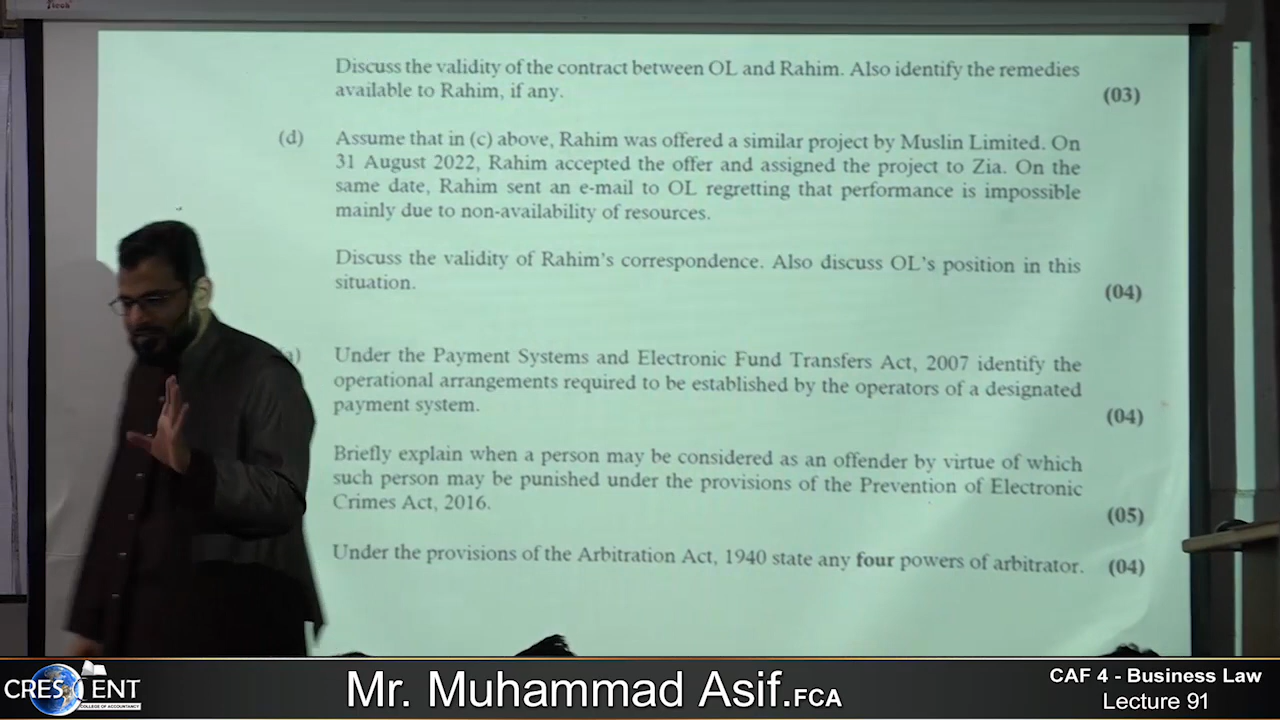 Discuss the validity of the contract between OL and Rahim. Also identify the remedies
available to Rahim, if any.
(03)
(d) Assume that in (c) above, Rahim was offered a similar project by Muslin Limited. On
31 August 2022, Rahim accepted the offer and assigned the project to Zia. On the
same date, Rahim sent an e-mail to OL regretting that performance is impossible
mainly due to non-availability of resources.
Discuss the validity of Rahim's correspondence. Also discuss OL's position in this
situation.
(04)
Under the Payment Systems and Electronic Fund Transfers Act, 2007 identify the
operational arrangements required to be established by the operators of a designated
payment system.
(04)
Briefly explain when a person may be considered as an offender by virtue of which
such person may be punished under the provisions of the Prevention of Electronic
Crimes Act, 2016.
(05)
Under the provisions of the Arbitration Act, 1940 state any four powers of arbitrator. (04)
CRESCENT
COLLEGE OF ACCOUNTANCY
Mr. Muhammad Asif.FCA
CAF 4 - Business Law
Lecture 91